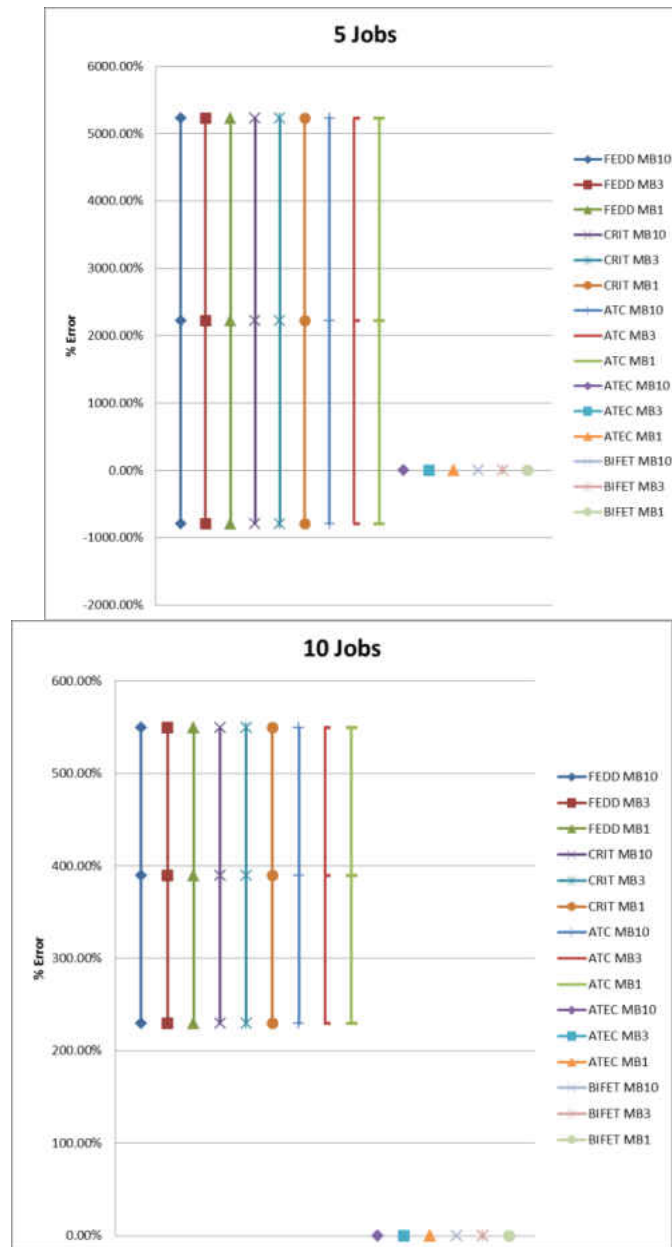 5 Jobs
6000.00%
5000.00%
4000.00%
3000.00%
2000.00%
1000.00%
0.00%
-1000.00%
-2000.00%
% Error
FEDD MB10
FEDD MB3
FEDD MB1
CRIT MB10
CRIT MB3
CRIT MB1
ATC MB10
ATC MB3
ATC MB1
ATEC MB10
ATEC MB3
ATEC MB1
BIFET MB10
BIFET MB3
BIFET MB1
10 Jobs
600.00%
500.00%
400.00%
300.00%
200.00%
100.00%
0.00%
% Error
FEDD MB10
FEDD MB3
FEDD MB1
CRIT MB10
CRIT MB3
CRIT MB1
ATC MB10
ATC MB3
ATC MB1
ATEC MB10
ATEC MB3
ATEC MB1
BIFET MB10
BIFET MB3
BIFET MB1